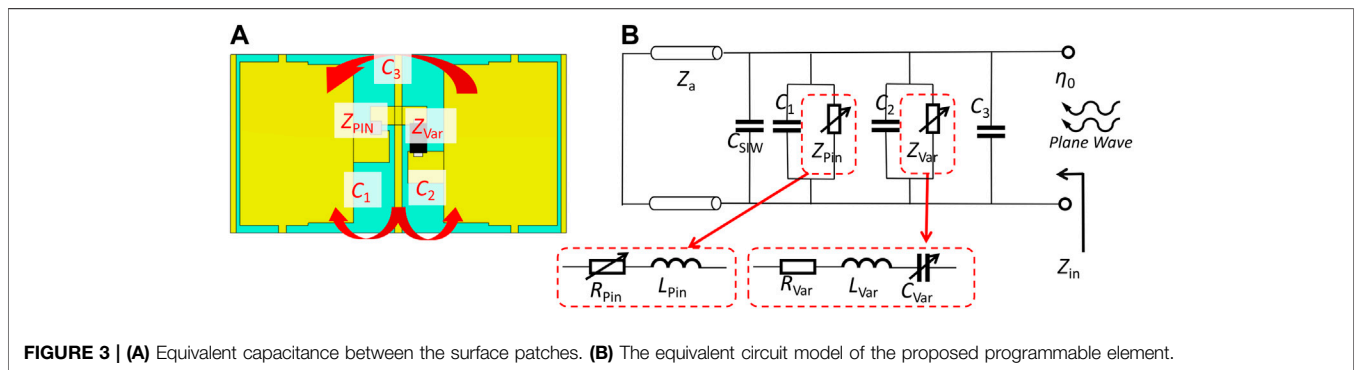 A
C3
ZPIN
ZVar
C1
C2
B
Za
CSIW
C1
ZPin
C2
ZVar
C3
η0
Plane Wave
Zin
RPin
LPin
RVar
LVar
CVar
FIGURE 3 | (A) Equivalent capacitance between the surface patches. (B) The equivalent circuit model of the proposed programmable element.